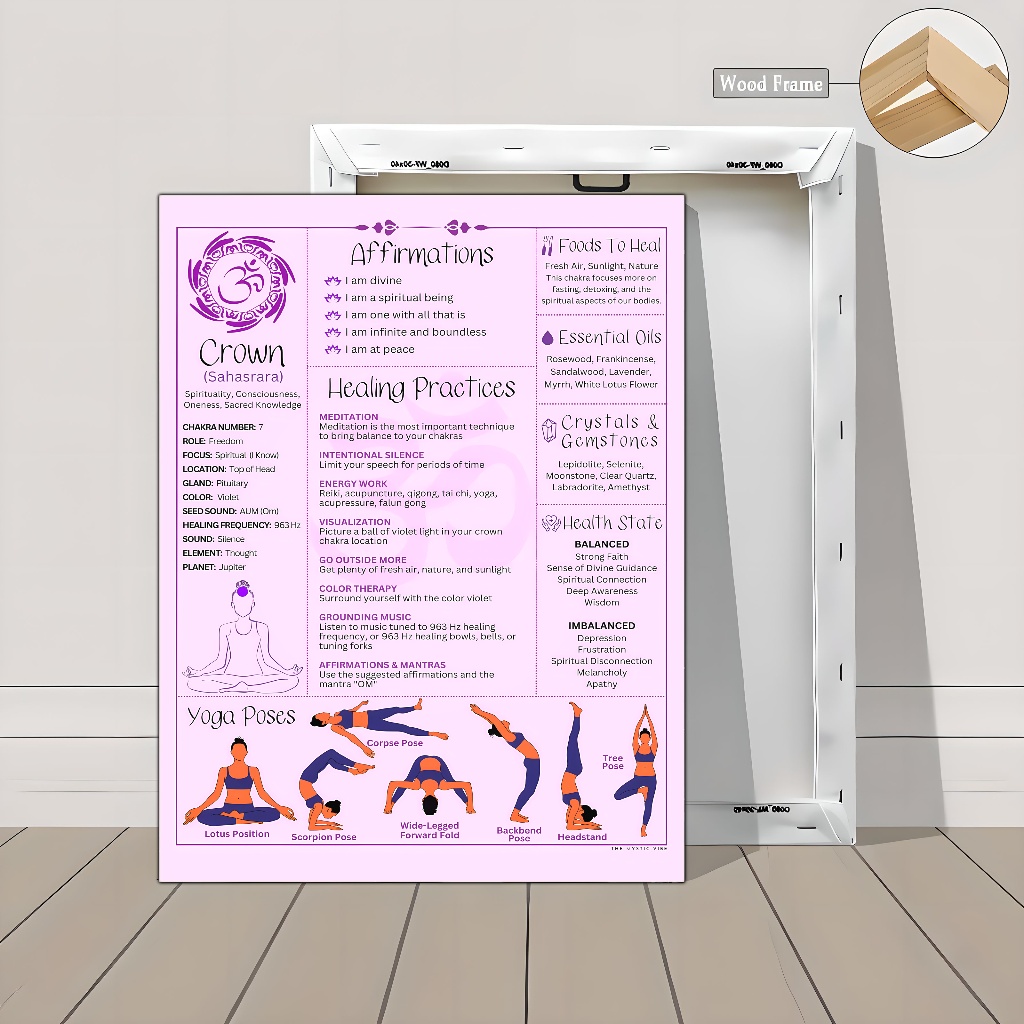 Wood Frame
Crown
(Sahasrara)
Spirituality, Consciousness,
Oneness, Sacred Knowledge
CHAKRA NUMBER: 7
ROLE: Freedom
FOCUS: Spiritual (I Know)
LOCATION: Top of Head
GLAND: Pituitary
COLOR: Violet
SEED SOUND: AUM (Om)
HEALING FREQUENCY: 963Hz
SOUND: Silence
ELEMENT: Thought
PLANET: Jupiter
Affirmations
I am divine
I am a spiritual being
I am one with all that is
I am infinite and boundless
I am at peace
Healing Practices
MEDITATION
Meditation is the most important technique
to bring balance to your chakras
INTENTIONAL SILENCE
Limit your speech for periods of time
ENERGY WORK
Reiki, acupuncture, qigong, tai chi, yoga,
acupressure, falun gong
VISUALIZATION
Picture a ball of violet light in your crown
chakra location
GO OUTSIDE MORE
Get plenty of fresh air, nature, and sunlight
COLOR THERAPY
Surround yourself with the color violet
GROUNDING MUSIC
Listen to music tuned to 963 Hz healing
frequency, or 963 Hz healing bowls, bells, or
tuning forks
AFFIRMATIONS & MANTRAS
Use the suggested affirmations and the
mantra "OM"
Foods To Heal
Fresh Air, Sunlight, Nature
This chakra focuses more on
fasting, detoxing, and the
spiritual aspects of our bodies.
Essential Oils
Rosewood, Frankincense,
Sandalwood, Lavender,
Myrrh, White Lotus Flower
Crystals &
Gemstones
Lepidolite, Selenite,
Moonstone, Clear Quartz,
Labradorite, Amethyst
Health State
BALANCED
Strong Faith
Sense of Divine Guidance
Spiritual Connection
Deep Awareness
Wisdom
IMBALANCED
Depression
Frustration
Spiritual Disconnection
Melancholy
Apathy
Yoga Poses
Corpse Pose
Lotus Position
Scorpion Pose
Wide-Legged
Forward Fold
Backbend
Pose
Headstand
Tree
Pose
THE MYSTIC VIBE
ॐ